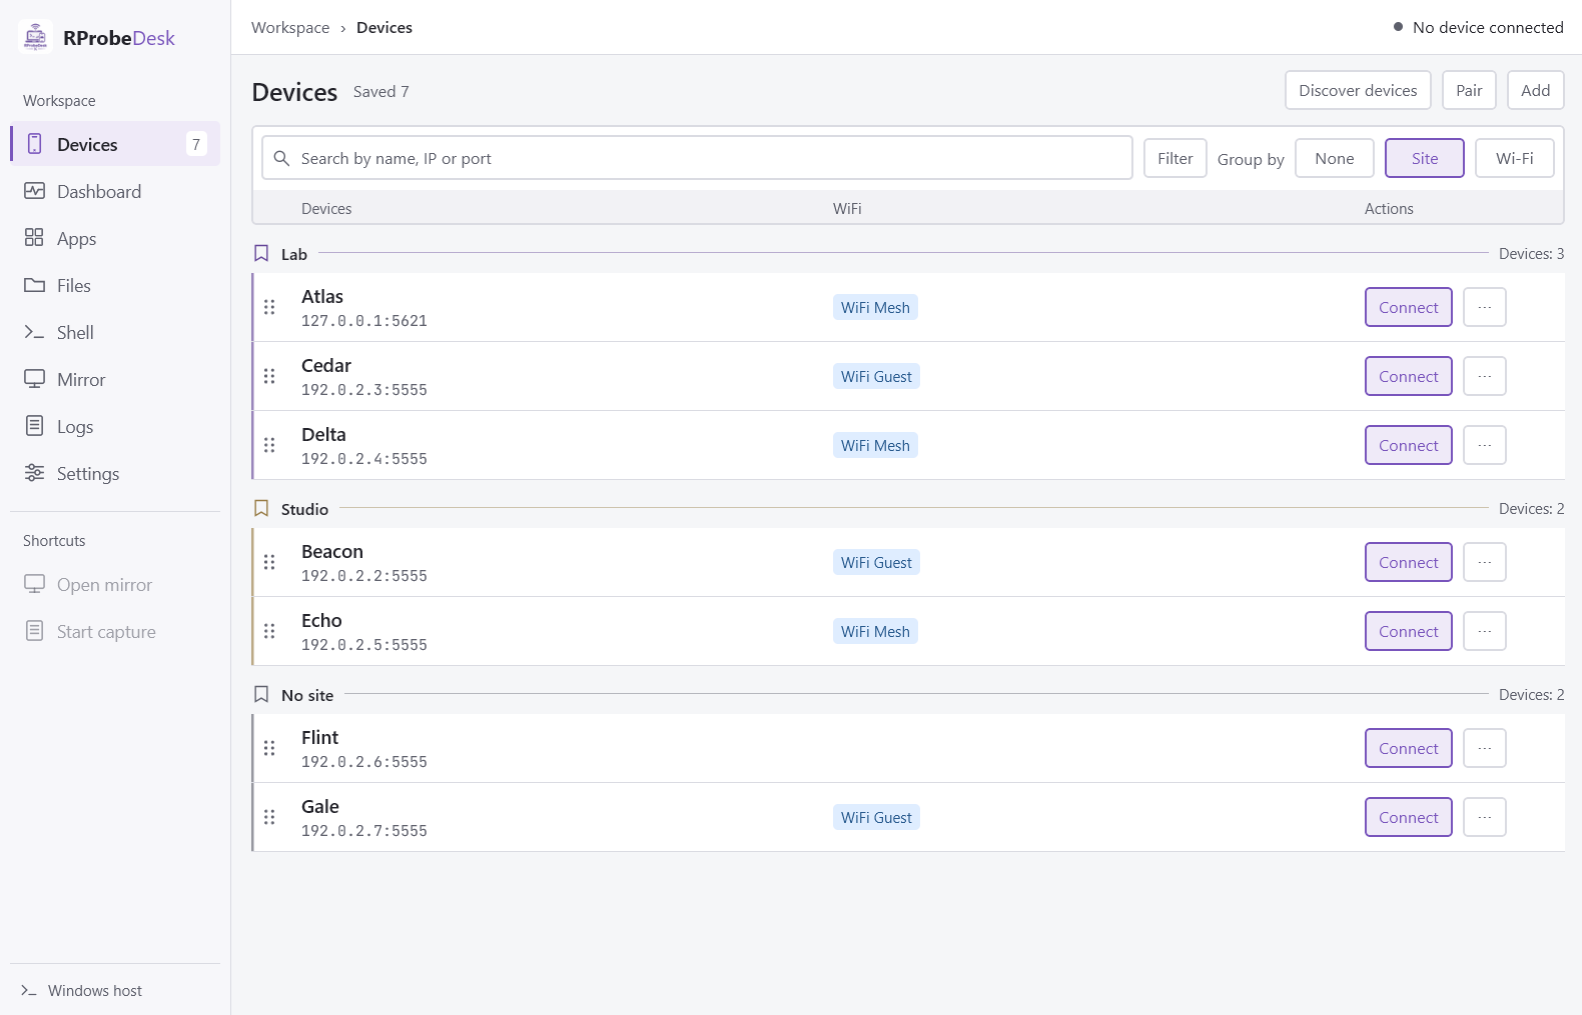 RProbeDesk
Workspace › Devices
No device connected
Workspace
Devices 7
Dashboard
Apps
Files
Shell
Mirror
Logs
Settings
Shortcuts
Open mirror
Start capture
Windows host
Devices Saved 7
Discover devices Pair Add
Search by name, IP or port Filter Group by None Site Wi-Fi
Devices WiFi Actions
Lab Devices: 3
Atlas
127.0.0.1:5621 WiFi Mesh Connect ...
Cedar
192.0.2.3:5555 WiFi Guest Connect ...
Delta
192.0.2.4:5555 WiFi Mesh Connect ...
Studio Devices: 2
Beacon
192.0.2.2:5555 WiFi Guest Connect ...
Echo
192.0.2.5:5555 WiFi Mesh Connect ...
No site Devices: 2
Flint
192.0.2.6:5555 Connect ...
Gale
192.0.2.7:5555 WiFi Guest Connect ...